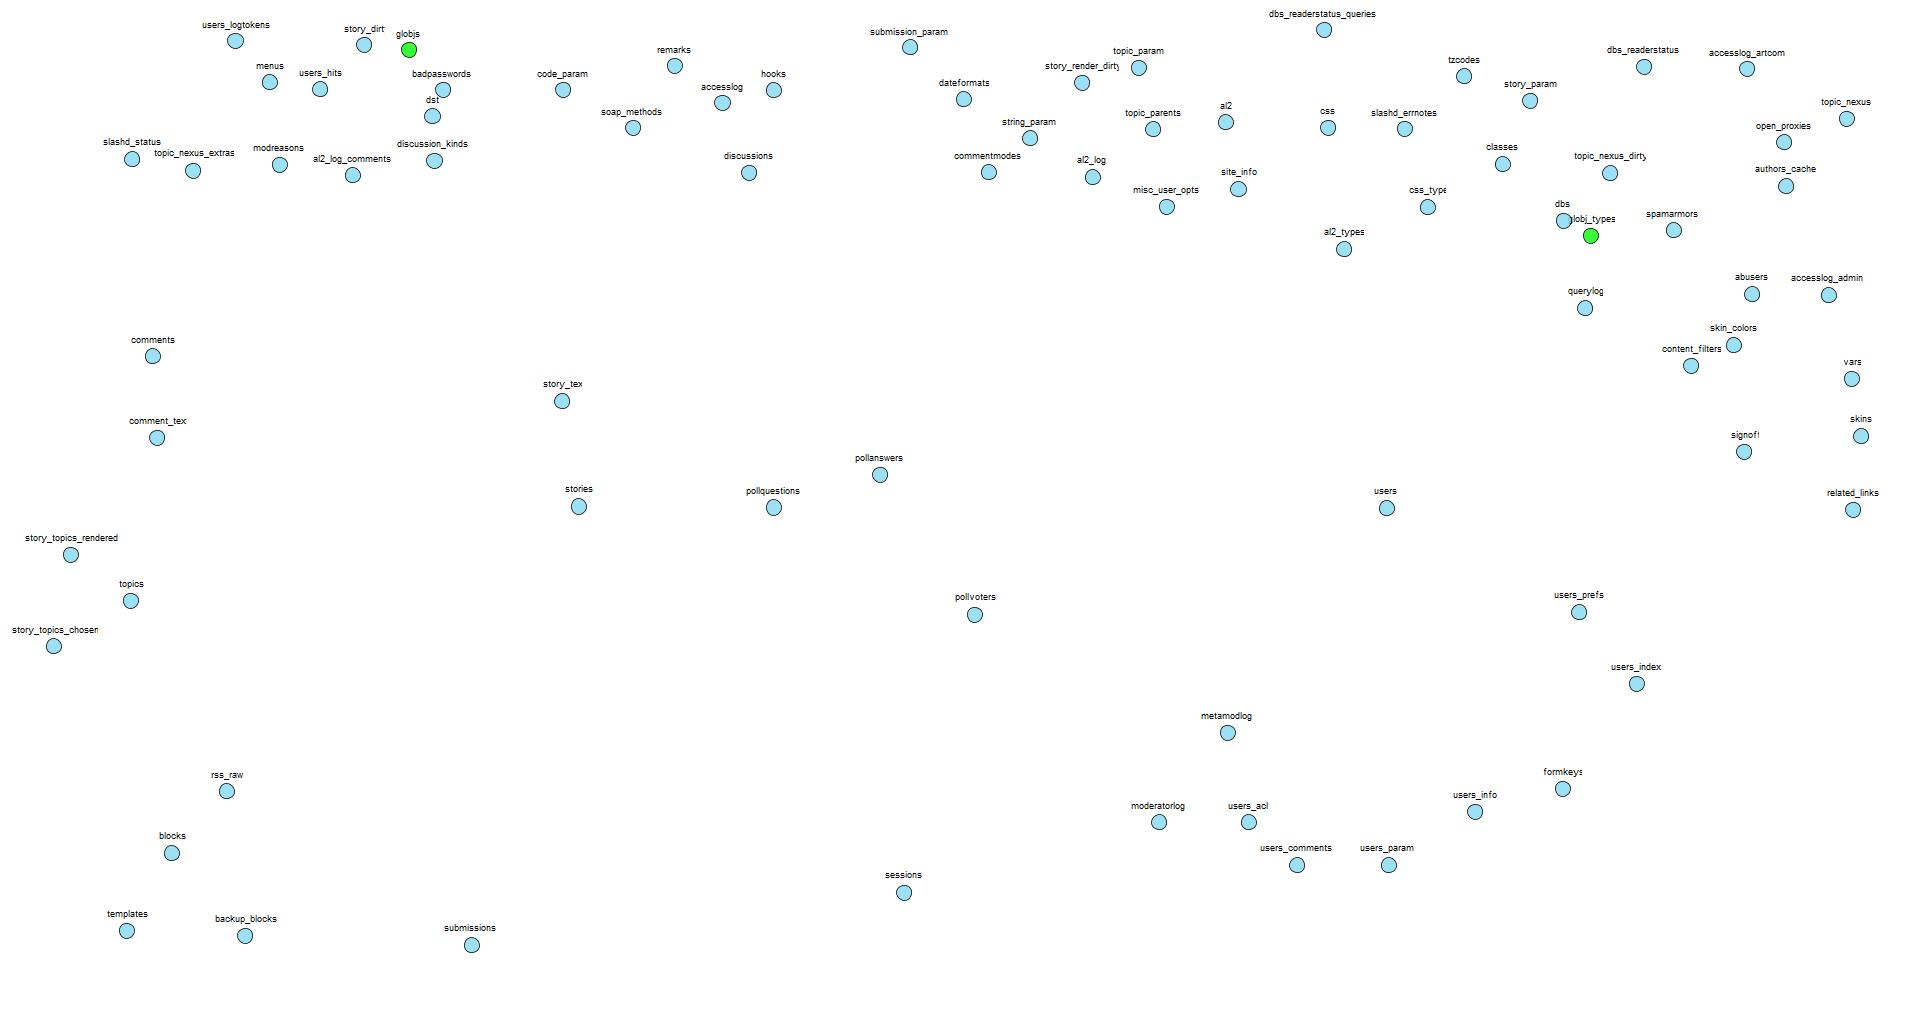 dbs_readerstatus_queries
users_logtokens
story_dirt
globjs
submission_param
remarks
topic_param
dbs_readerstatus
accesslog_artcom
tzcodes
menus
users_hits
badpasswords
code_param
hooks
story_render_dirty
accesslog
dateformats
story_param
dst
topic_nexus
soap_methods
al2
css
topic_parents
slashd_errnotes
string_param
open_proxies
slashd_status
discussion_kinds
modreasons
classes
topic_nexus_extras
al2_log_comments
discussions
commentmodes
al2_log
topic_nexus_dirty
authors_cache
site_info
misc_user_opts
css_type
dbs
lobj_types
spamarmors
al2_types
abusers
accesslog_admin
querylog
skin_colors
comments
content_filters
vars
story_tex
comment_tex
skins
signof
pollanswers
stories
pollquestions
users
related_links
story_topics_rendered
topics
pollvoters
users_prefs
story_topics_chosen
users_index
metamodlog
rss_raw
formkeys
users_info
moderatorlog
users_acl
blocks
users_comments
users_param
sessions
templates
backup_blocks
submissions